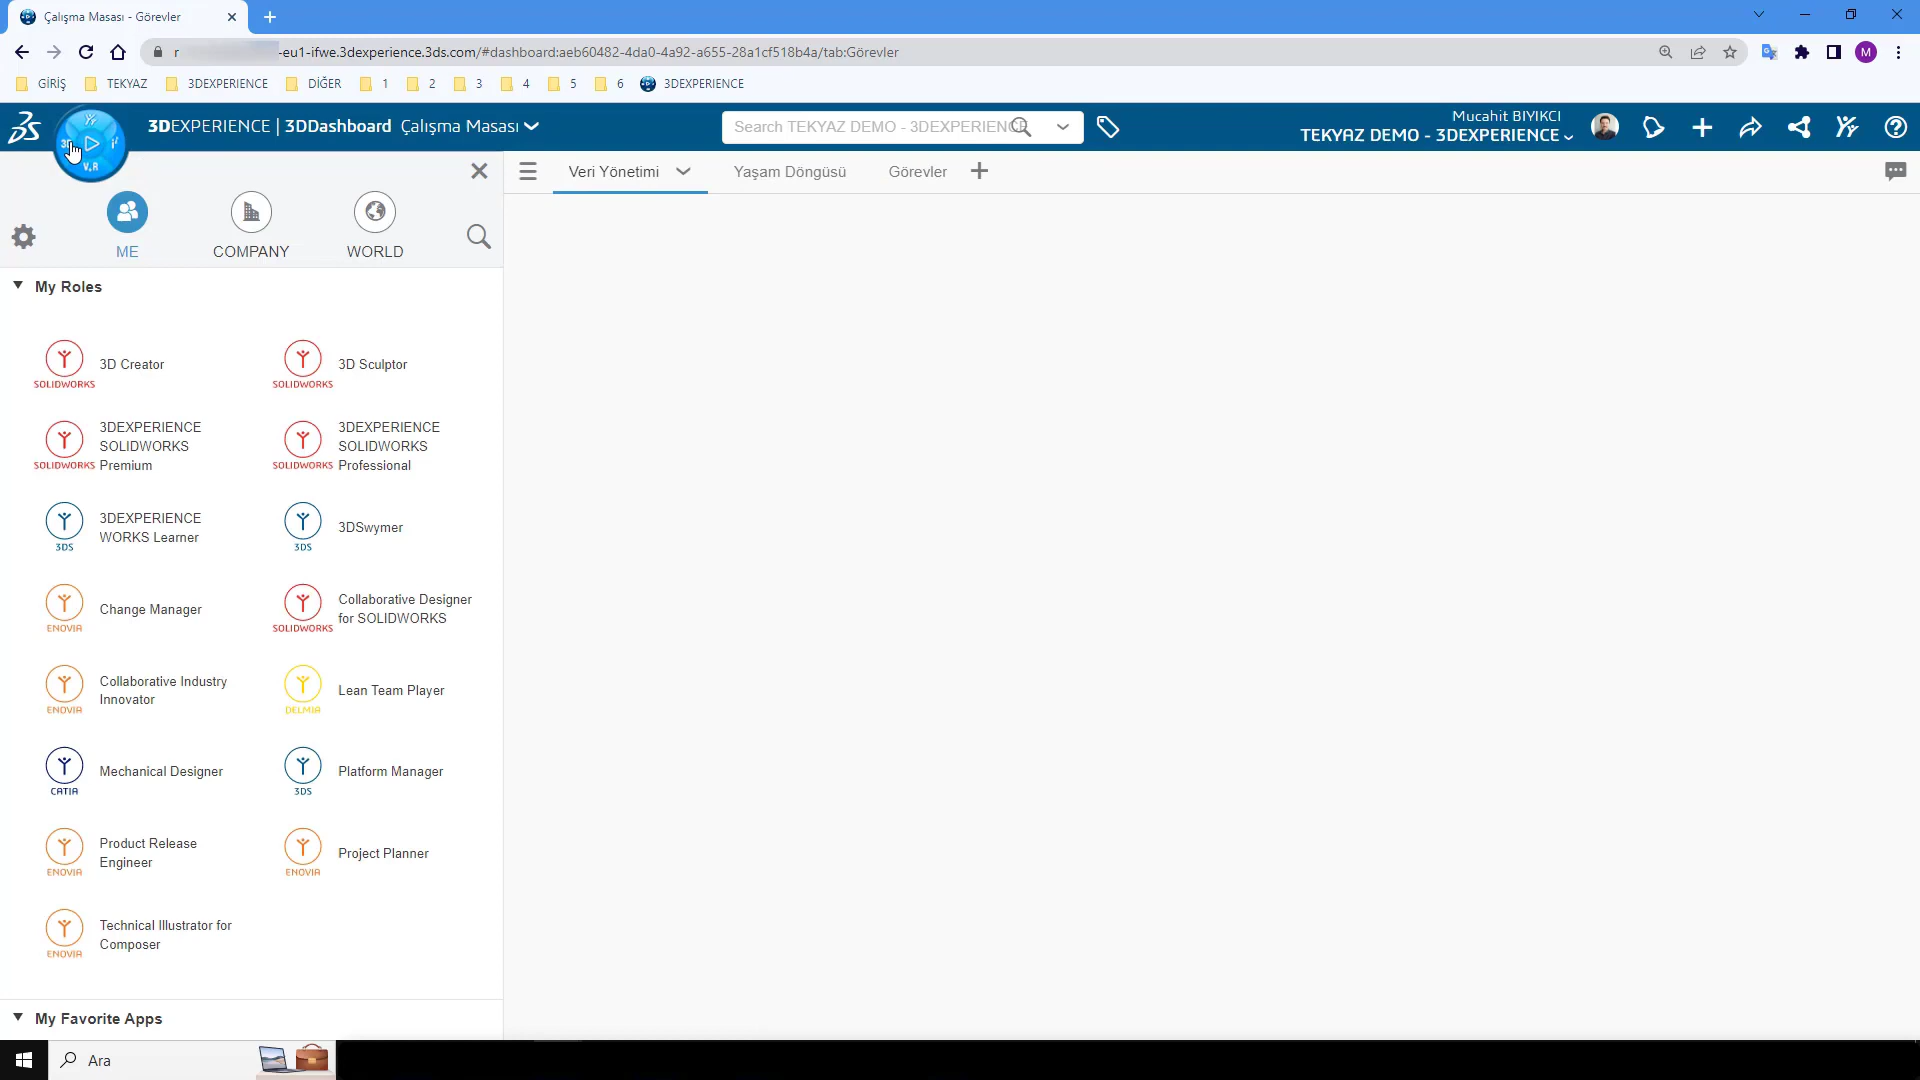 Çalışma Masası - Görevler
r
-eu1-ifwe.3dexperience.3ds.com/#dashboard:aeb60482-4da0-4a92-a655-28a1cf518b4a/tab:Görevler
M
GİRİŞ TEKYAZ 3DEXPERIENCE DİĞER 1 2 3 4 5 6 3DEXPERIENCE
3DEXPERIENCE | 3DDashboard Çalışma Masası
Search TEKYAZ DEMO - 3DEXPERIENCE
Mucahit BIYIKCI
TEKYAZ DEMO - 3DEXPERIENCE
3D
V.R
Veri Yönetimi
Yaşam Döngüsü
Görevler
ME
COMPANY
WORLD
My Roles
SOLIDWORKS
3D Creator
SOLIDWORKS
3D Sculptor
SOLIDWORKS
3DEXPERIENCE
SOLIDWORKS
Premium
SOLIDWORKS
3DEXPERIENCE
SOLIDWORKS
Professional
3DS
3DEXPERIENCE
WORKS Learner
3DS
3DSwymer
ENOVIA
Change Manager
SOLIDWORKS
Collaborative Designer
for SOLIDWORKS
ENOVIA
Collaborative Industry
Innovator
DELMIA
Lean Team Player
CATIA
Mechanical Designer
3DS
Platform Manager
ENOVIA
Product Release
Engineer
ENOVIA
Project Planner
ENOVIA
Technical Illustrator for
Composer
My Favorite Apps
Ara